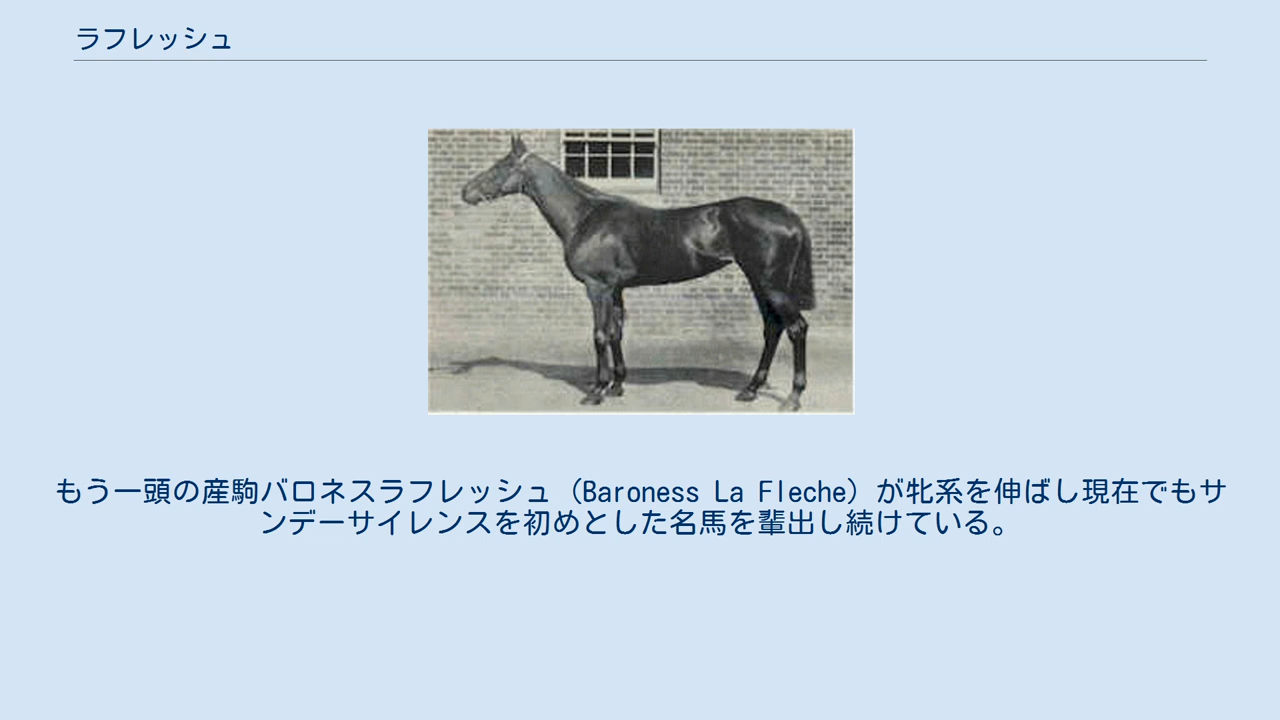 ラフレッシュ
もう一頭の産駒バロネスラフレッシュ（Baroness La Fleche）が牝系を伸ばし現在でもサ
ンデーサイレンスを初めとした名馬を輩出し続けている。